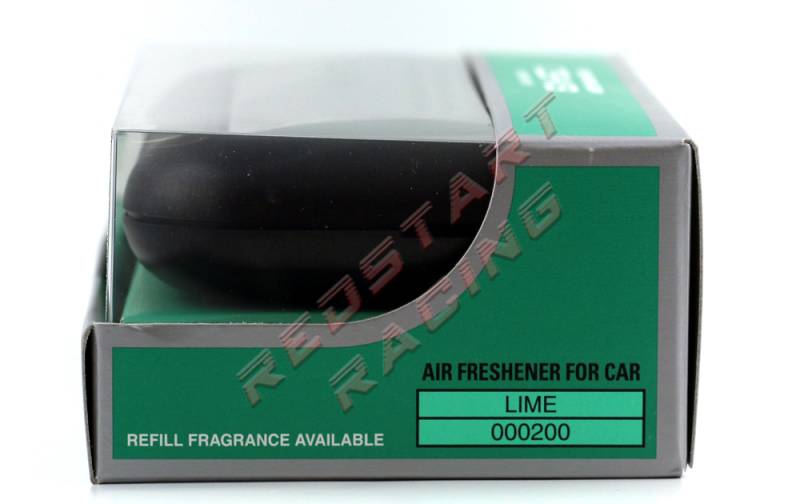 REDSTART
RACING
AIR FRESHENER FOR CAR
LIME
000200
REFILL FRAGRANCE AVAILABLE